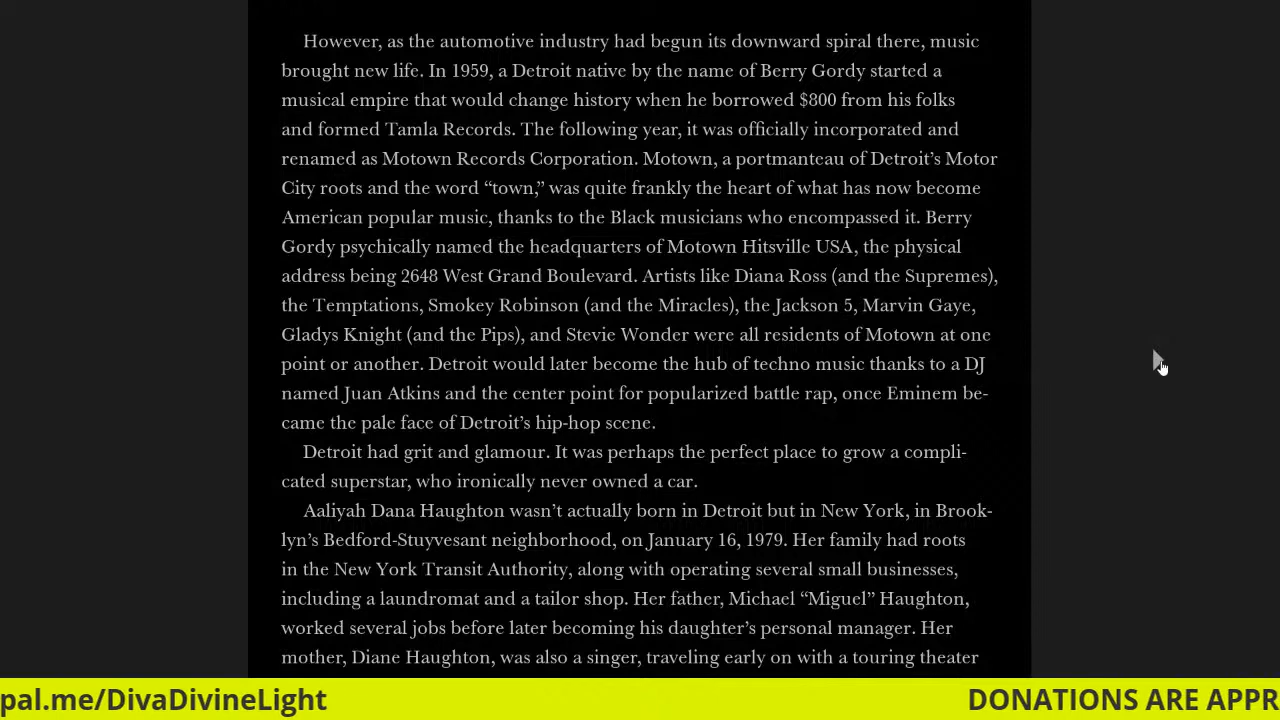 However, as the automotive industry had begun its downward spiral there, music
brought new life. In 1959, a Detroit native by the name of Berry Gordy started a
musical empire that would change history when he borrowed $800 from his folks
and formed Tamla Records. The following year, it was officially incorporated and
renamed as Motown Records Corporation. Motown, a portmanteau of Detroit’s Motor
City roots and the word “town,” was quite frankly the heart of what has now become
American popular music, thanks to the Black musicians who encompassed it. Berry
Gordy psychically named the headquarters of Motown Hitsville USA, the physical
address being 2648 West Grand Boulevard. Artists like Diana Ross (and the Supremes),
the Temptations, Smokey Robinson (and the Miracles), the Jackson 5, Marvin Gaye,
Gladys Knight (and the Pips), and Stevie Wonder were all residents of Motown at one
point or another. Detroit would later become the hub of techno music thanks to a DJ
named Juan Atkins and the center point for popularized battle rap, once Eminem be-
came the pale face of Detroit’s hip-hop scene.
Detroit had grit and glamour. It was perhaps the perfect place to grow a compli-
cated superstar, who ironically never owned a car.
Aaliyah Dana Haughton wasn’t actually born in Detroit but in New York, in Brook-
lyn’s Bedford-Stuyvesant neighborhood, on January 16, 1979. Her family had roots
in the New York Transit Authority, along with operating several small businesses,
including a laundromat and a tailor shop. Her father, Michael “Miguel” Haughton,
worked several jobs before later becoming his daughter’s personal manager. Her
mother, Diane Haughton, was also a singer, traveling early on with a touring theater
pal.me/DivaDivineLight DONATIONS ARE APPR